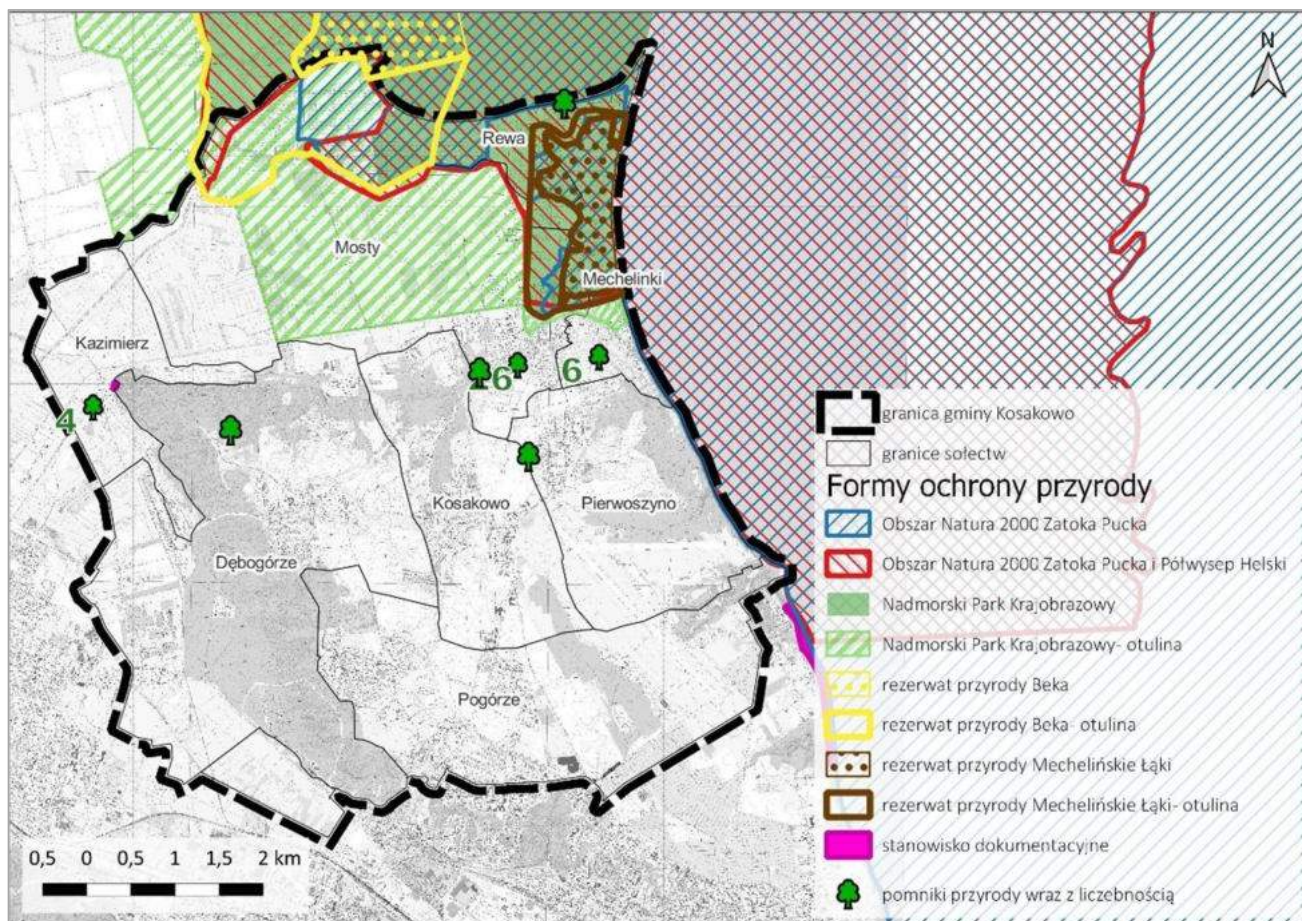 N
Rewa
Mosty
Mechelinki
Kazimierz
6
6
4
Kosakowo
Pierwoszyno
Dębogórze
Pogórze
granica gminy Kosakowo
granice sołectw
Formy ochrony przyrody
Obszar Natura 2000 Zatoka Pucka
Obszar Natura 2000 Zatoka Pucka i Półwysep Helski
Nadmorski Park Krajobrazowy
Nadmorski Park Krajobrazowy- otulina
rezerwat przyrody Beka
rezerwat przyrody Beka- otulina
rezerwat przyrody Mechelińskie Łąki
rezerwat przyrody Mechelińskie Łąki- otulina
stanowisko dokumentacyjne
pomniki przyrody wraz z liczebnością
0,5 0 0,5 1 1,5 2 km